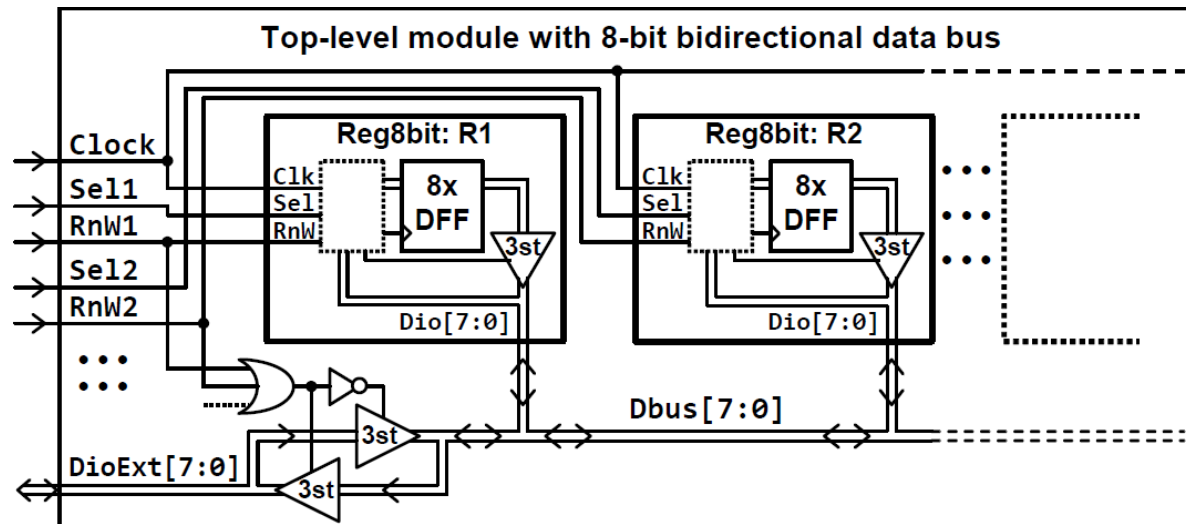 Top-level module with 8-bit bidirectional data bus
Clock
Sel1
RnW1
Sel2
RnW2
Reg8bit: R1
Clk
Sel
RnW
8x
DFF
3st
Dio[7:0]
Reg8bit: R2
Clk
Sel
RnW
8x
DFF
3st
Dio[7:0]
Dbus[7:0]
3st
DioExt[7:0]
3st